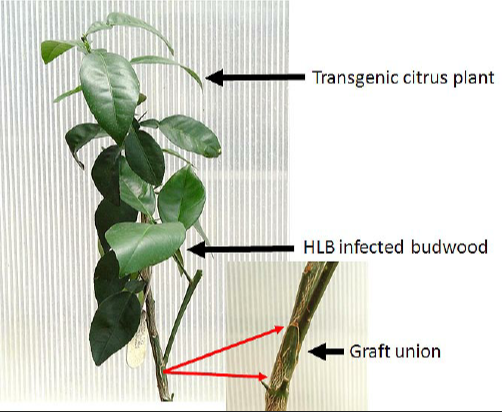 Transgenic citrus plant
HLB infected budwood
Graft union